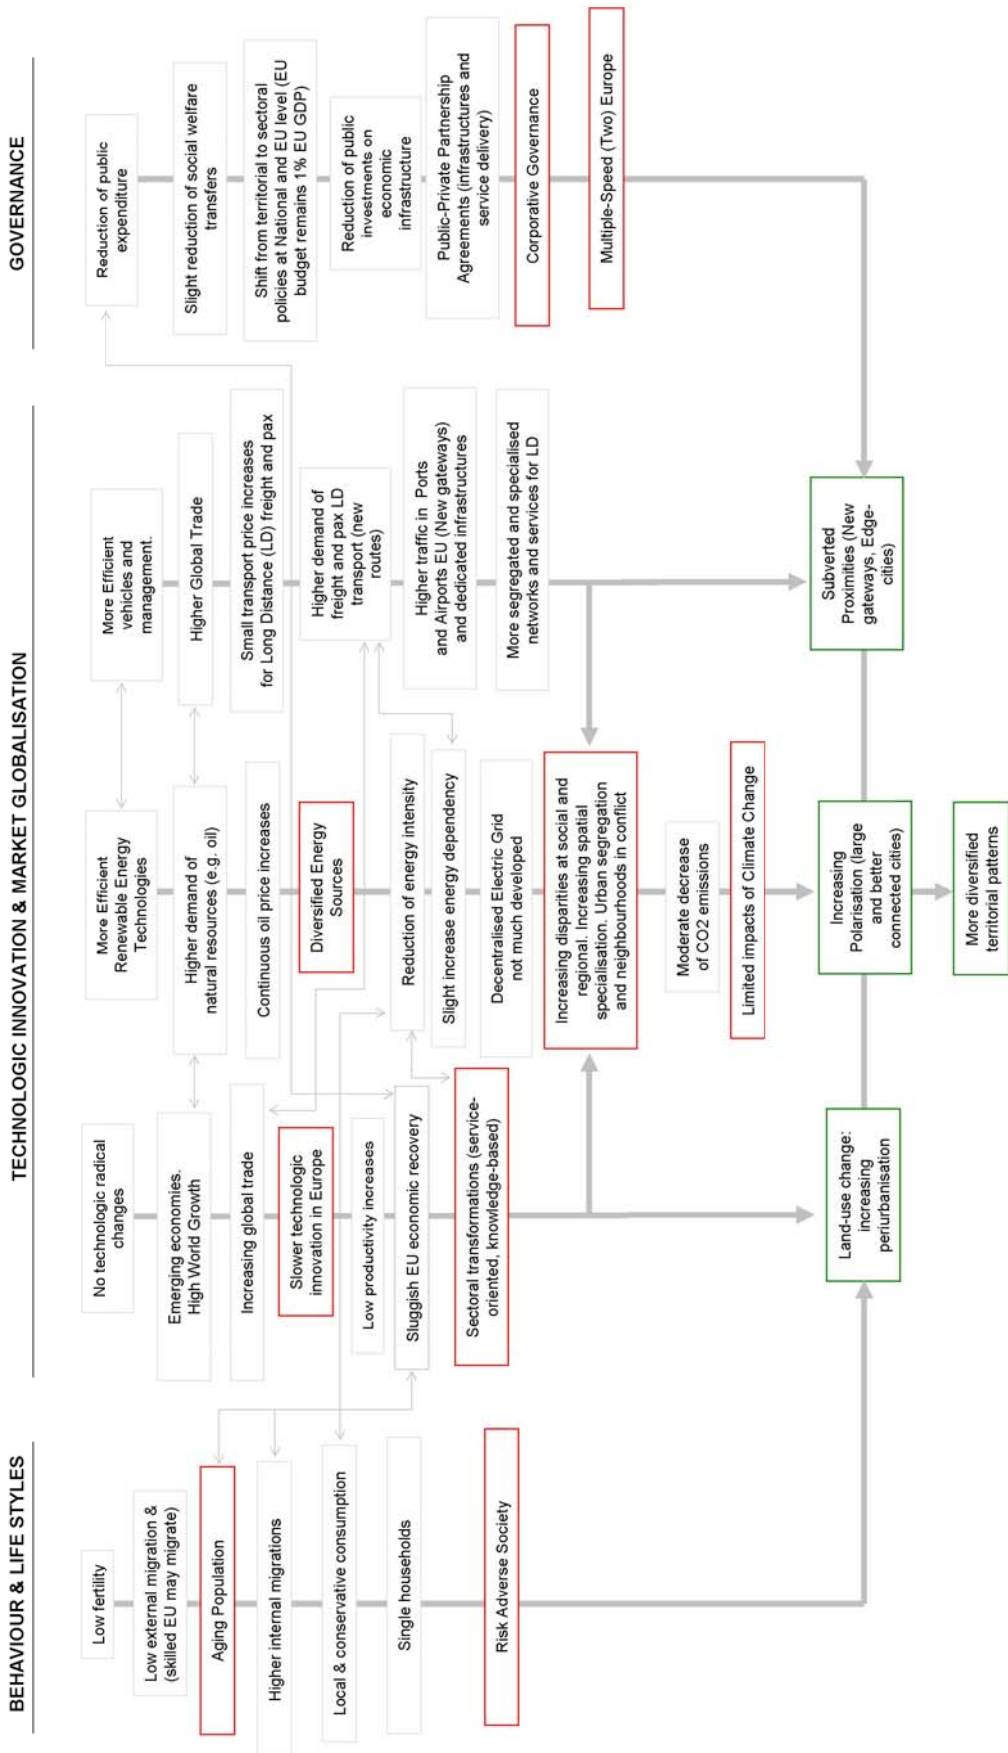 BEHAVIOUR & LIFE STYLES
Low fertility
Low external migration &
(skilled EU may migrate)
Aging Population
Higher internal migrations
Local & conservative consumption
Single households
Risk Adverse Society
TECHNOLOGIC INNOVATION & MARKET GLOBALISATION
No technologic radical
changes
Emerging economies.
High World Growth
Increasing global trade
Slower technologic
innovation in Europe
Low productivity increases
Sluggish EU economic recovery
Sectoral transformations (service-
oriented, knowledge-based)
More Efficient
Renewable Energy
Technologies
Higher demand of
natural resources (e.g. oil)
Continuous oil price increases
Diversified Energy
Sources
Reduction of energy intensity
Slight increase energy dependency
Decentralised Electric Grid
not much developed
Increasing disparities at social and
regional. Increasing spatial
specialisation. Urban segregation
and neighbourhoods in conflict
Moderate decrease
of CO2 emissions
Limited impacts of Climate Change
More Efficient
vehicles and
management.
Higher Global Trade
Small transport price increases
for Long Distance (LD) freight and pax
Higher demand of
freight and pax LD
transport (new
routes)
Higher traffic in Ports
and Airports EU (New gateways)
and dedicated infrastructures
More segregated and specialised
networks and services for LD
GOVERNANCE
Reduction of public
expenditure
Slight reduction of social welfare
transfers
Shift from territorial to sectoral
policies at National and EU level (EU
budget remains 1% EU GDP)
Reduction of public
investments on
economic
infrastructure
Public-Private Partnership
Agreements (infrastructures and
service delivery)
Corporative Governance
Multiple-Speed (Two) Europe
Land-use change:
increasing
periurbanisation
Increasing
Polarisation (large
and better
connected cities)
Subverted
Proximities (New
gateways, Edge-
cities)
More diversified
territorial patterns